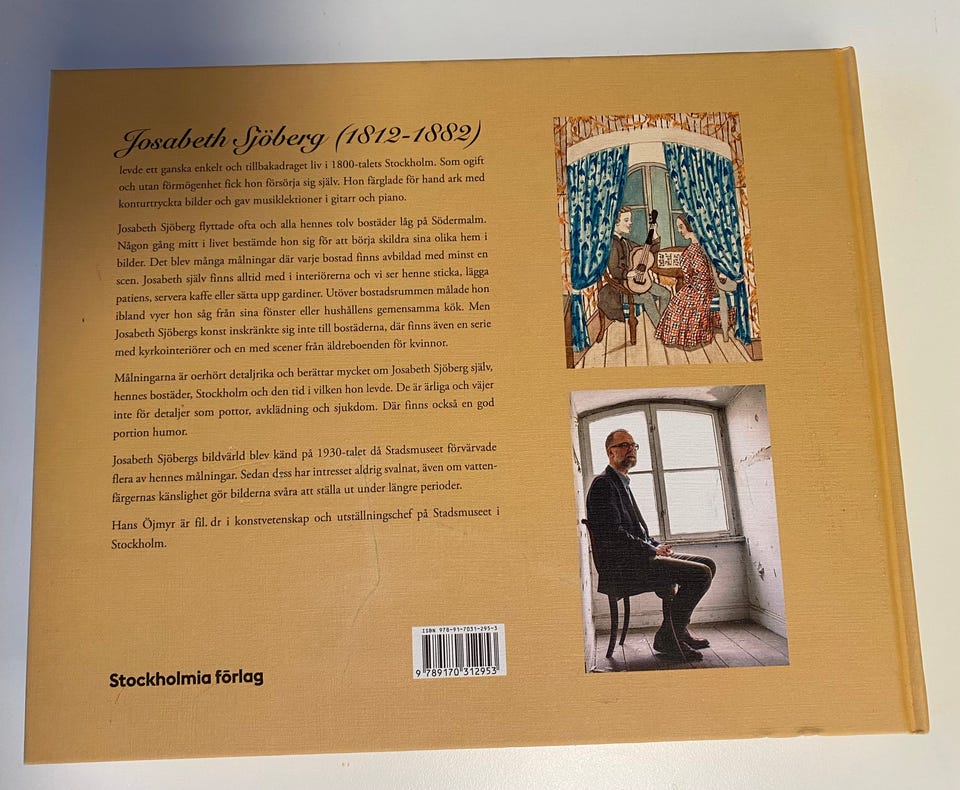 Josabeth Sjöberg (1812-1882)
levde ett ganska enkelt och tillbakadraget liv i 1800-talets Stockholm. Som ogift
och utan förmögenhet fick hon försörja sig själv. Hon färglade för hand ark med
konturtryckta bilder och gav musiklektioner i gitarr och piano.
Josabeth Sjöberg flyttade ofta och alla hennes tolv bostäder låg på Södermalm.
Någon gång mitt i livet bestämde hon sig för att börja skildra sina olika hem i
bilder. Det blev många målningar där varje bostad finns avbildad med minst en
scen. Josabeth själv finns alltid med i interiörerna och vi ser henne sticka, lägga
patiens, servera kaffe eller sätta upp gardiner. Utöver bostadsrummen målade hon
ibland vyer hon såg från sina fönster eller hushållens gemensamma kök. Men
Josabeth Sjöbergs konst inskränkte sig inte till bostäderna, där finns även en serie
med kyrkointeriörer och en med scener från äldreboenden för kvinnor.
Målningarna är oerhört detaljrika och berättar mycket om Josabeth Sjöberg själv,
hennes bostäder, Stockholm och den tid i vilken hon levde. De är ärliga och väjer
inte för detaljer som pottor, avklädning och sjukdom. Där finns också en god
portion humor.
Josabeth Sjöbergs bildvärld blev känd på 1930-talet då Stadsmuseet förvärvade
flera av hennes målningar. Sedan dess har intresset aldrig svalnat, även om vatten-
färgernas känslighet gör bilderna svåra att ställa ut under längre perioder.
Hans Öjmyr är fil. dr i konstvetenskap och utställningschef på Stadsmuseet i
Stockholm.
ISBN 978-91-7031-295-3
9 789170 312953
Stockholmia förlag